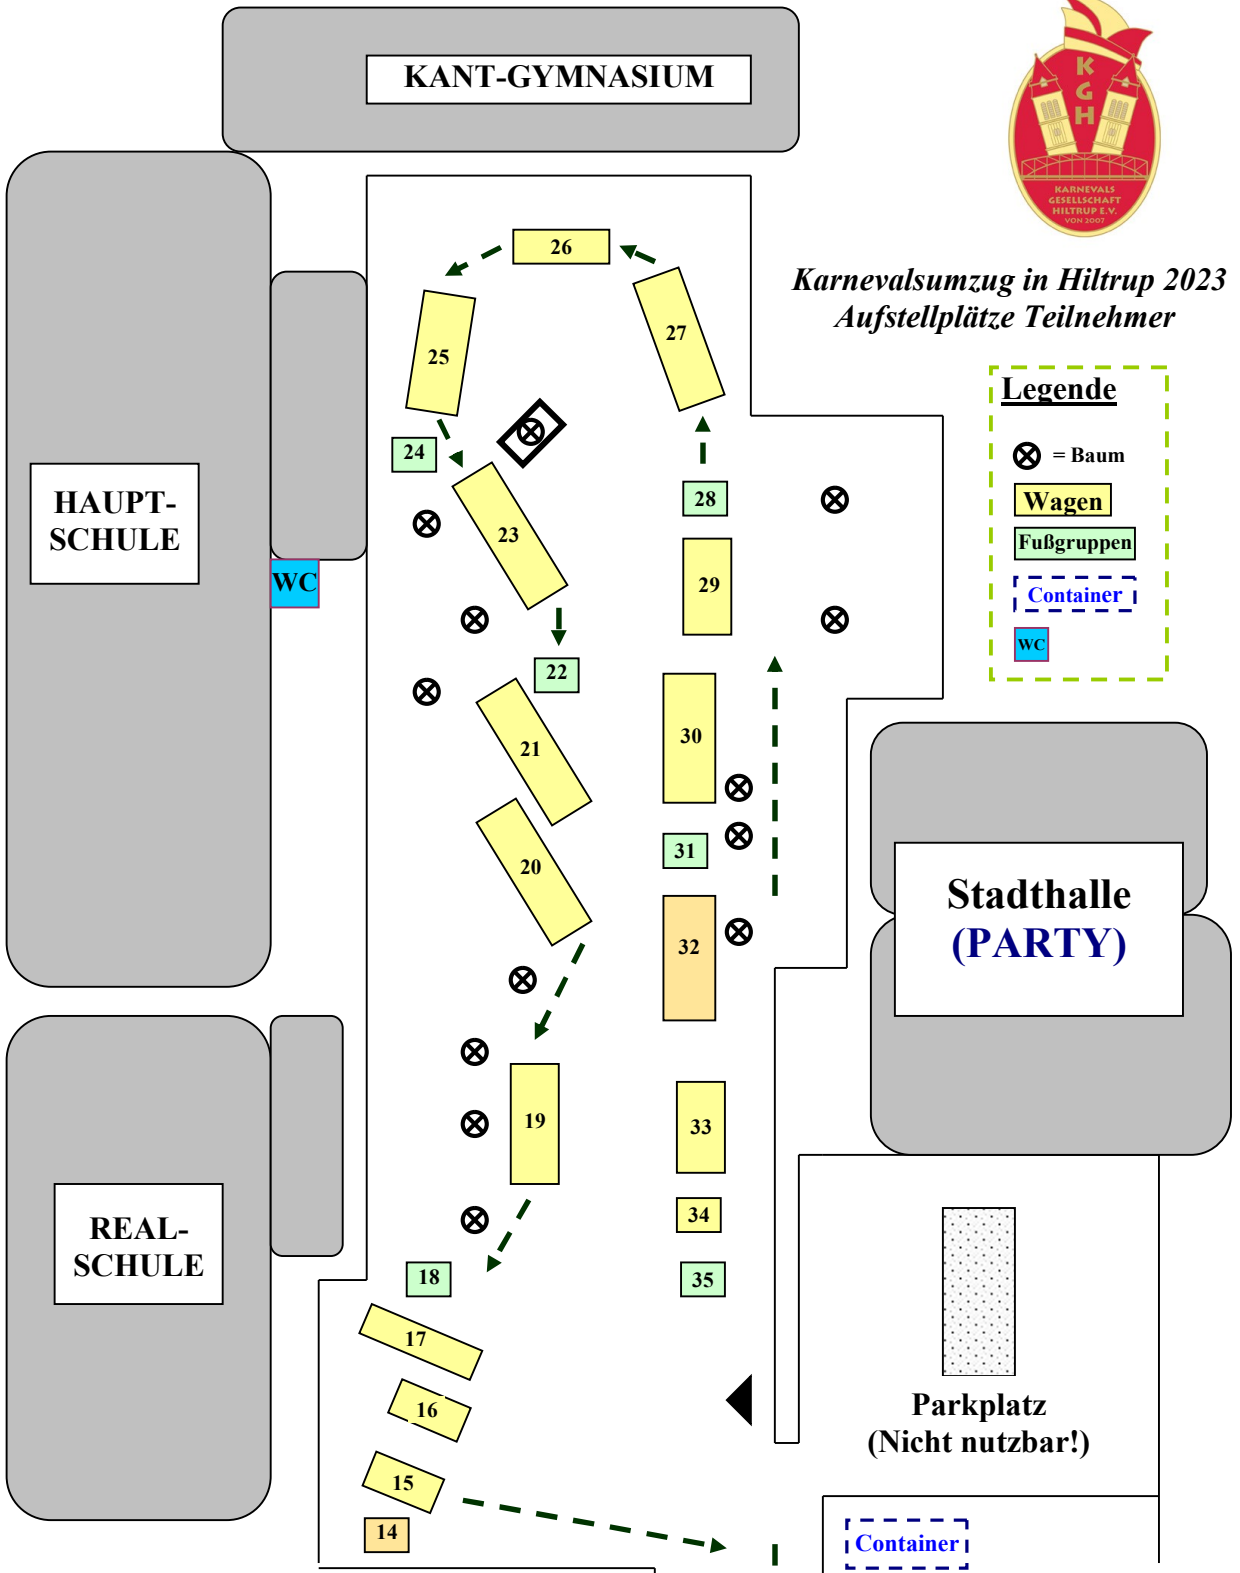 KANT-GYMNASIUM
K
G
H
KARNEVALS
GESELLSCHAFT
HILTRUP E.V.
VON 2007
Karnevalsumzug in Hiltrup 2023
Aufstellplätze Teilnehmer
26
27
25
Legende
= Baum
Wagen
Fußgruppen
Container
WC
24
28
HAUPT-
SCHULE
23
29
WC
22
21
30
20
31
32
Stadthalle
(PARTY)
19
33
34
REAL-
SCHULE
18
35
17
16
Parkplatz
(Nicht nutzbar!)
15
14
Container